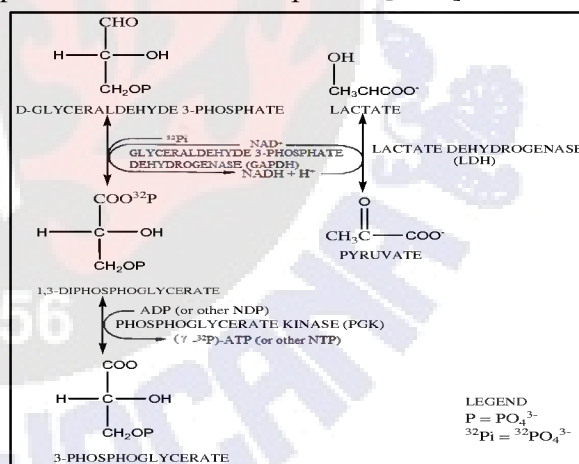 CHO
H C OH
CH₂OP
D-GLYCERALDEHYDE 3-PHOSPHATE
OH
CH₃CHCOO⁻
LACTATE
³²Pi
NAD⁺
GLYCERALDEHYDE 3-PHOSPHATE
DEHYDROGENASE (GAPDH)
NADH + H⁺
LACTATE DEHYDROGENASE
(LDH)
COO³²P
H C OH
CH₂OP
1,3-DIPHOSPHOGLYCERATE
O
CH₃C COO⁻
PYRUVATE
ADP (or other NDP)
PHOSPHOGLYCERATE KINASE (PGK)
(γ-³²P)-ATP (or other NTP)
56
COO
H C OH
CH₂OP
3-PHOSPHOGLYCERATE
LEGEND
P = PO₄³⁻
³²Pi = ³²PO₄³⁻